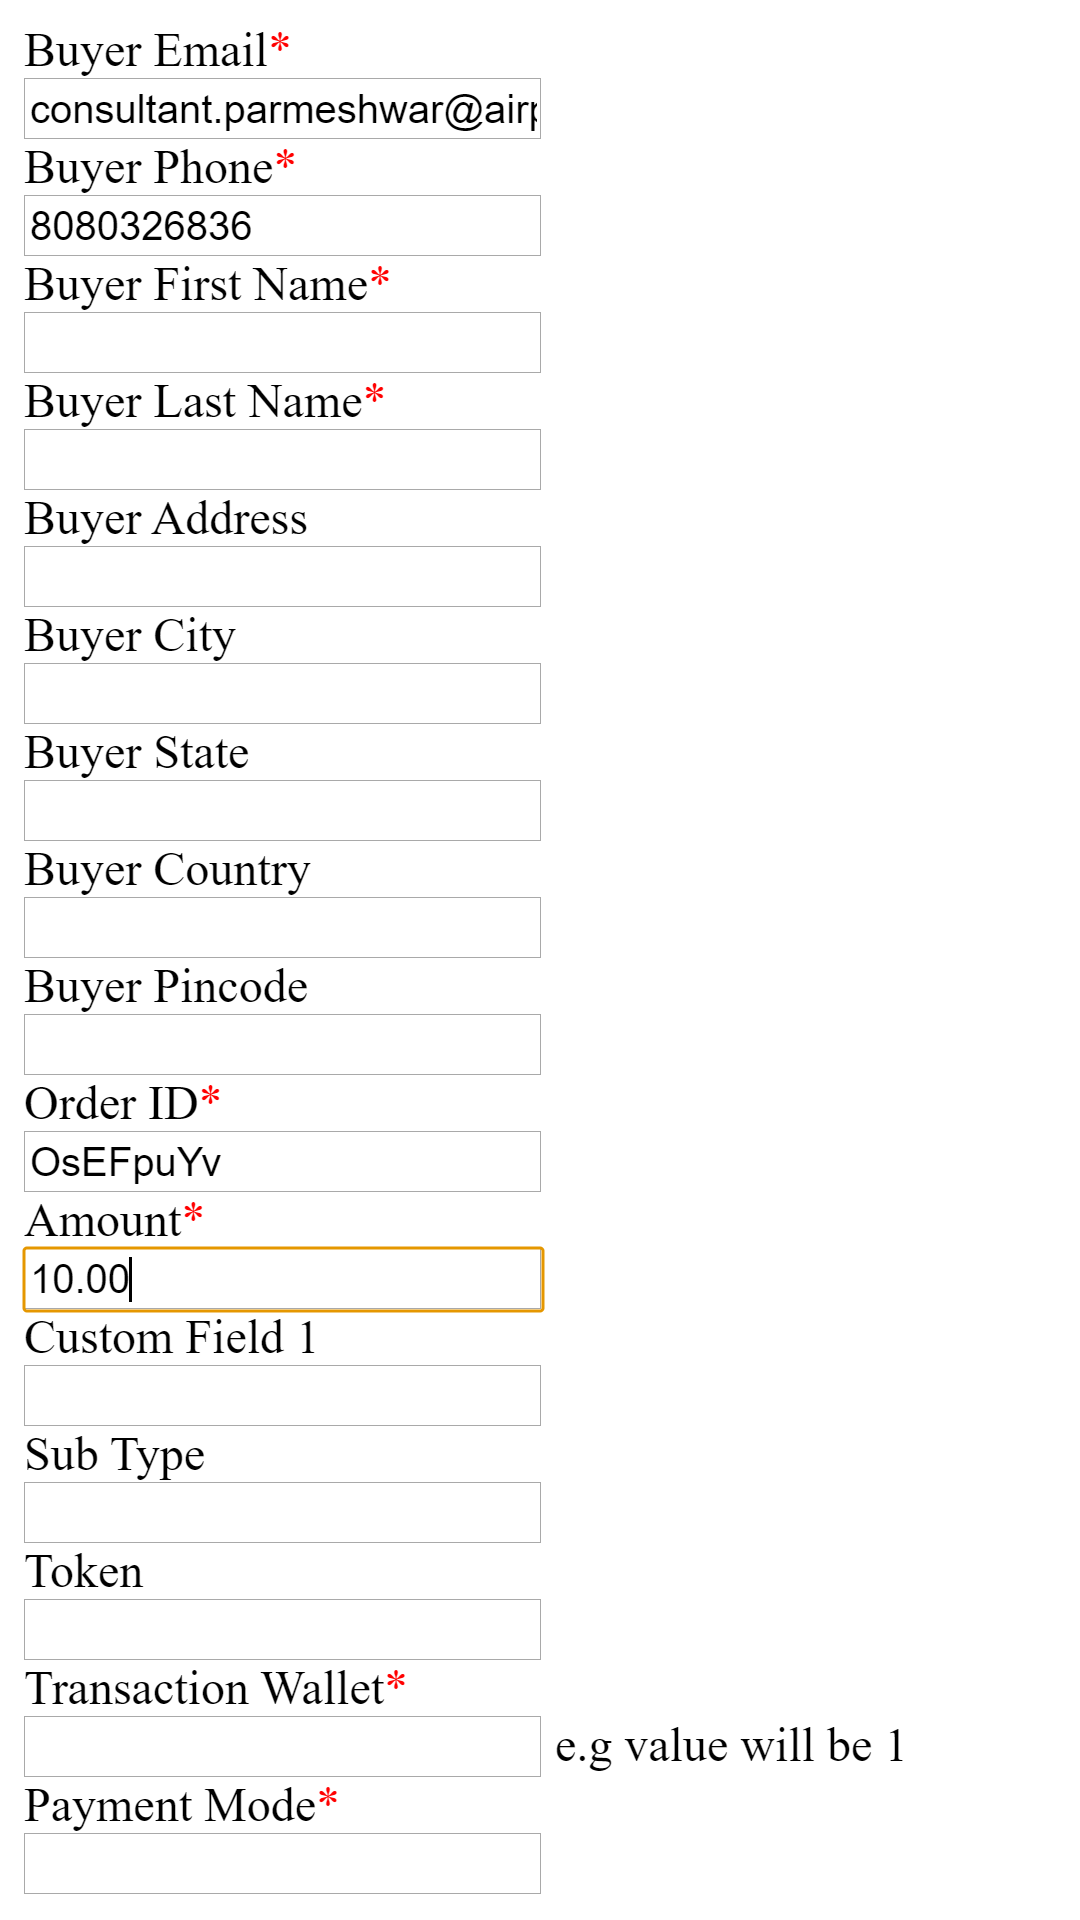 Buyer Email*
consultant.parmeshwar@air
Buyer Phone*
8080326836
Buyer First Name*
Buyer Last Name*
Buyer Address
Buyer City
Buyer State
Buyer Country
Buyer Pincode
Order ID*
OsEFpuYv
Amount*
10.00
Custom Field 1
Sub Type
Token
Transaction Wallet*
e.g value will be 1
Payment Mode*